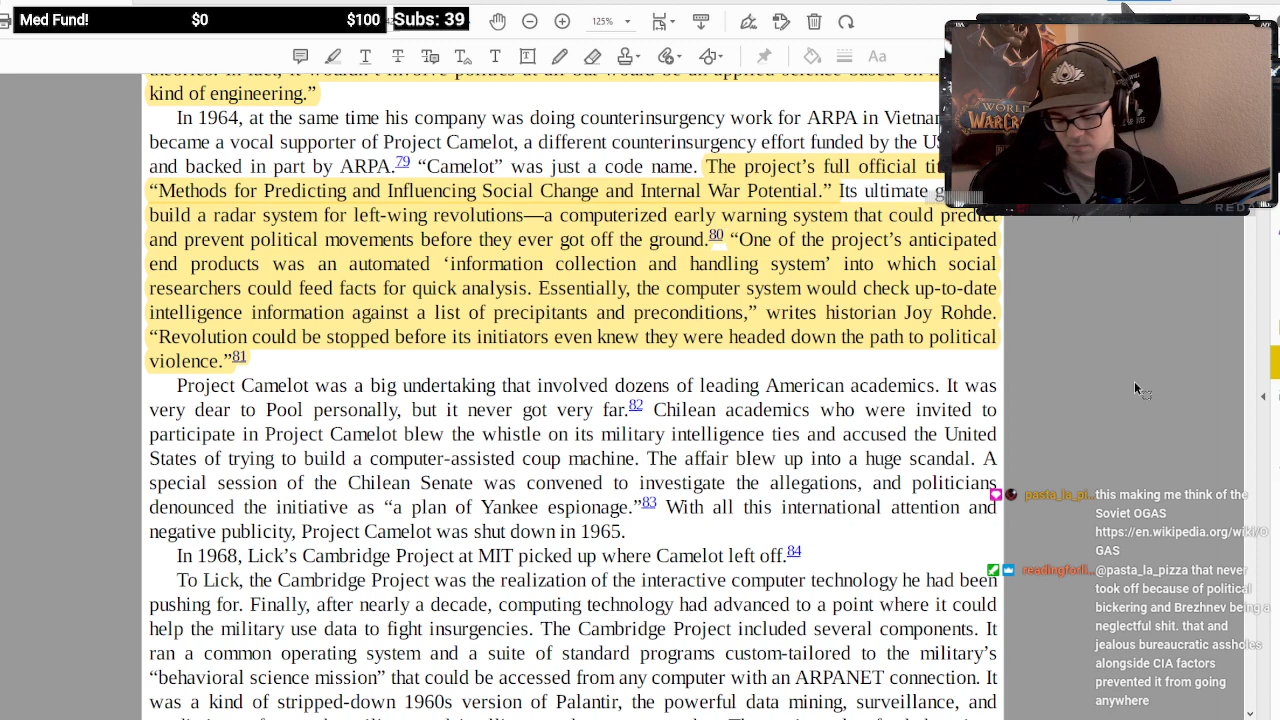 Med Fund! $0 $100 Subs: 39
125%
Aa
kind of engineering.”
In 1964, at the same time his company was doing counterinsurgency work for ARPA in Vietnam
became a vocal supporter of Project Camelot, a different counterinsurgency effort funded by the US
and backed in part by ARPA.79 “Camelot” was just a code name. The project’s full official tit
“Methods for Predicting and Influencing Social Change and Internal War Potential.” Its ultimate g
build a radar system for left-wing revolutions—a computerized early warning system that could predict
and prevent political movements before they ever got off the ground.80 “One of the project’s anticipated
end products was an automated ‘information collection and handling system’ into which social
researchers could feed facts for quick analysis. Essentially, the computer system would check up-to-date
intelligence information against a list of precipitants and preconditions,” writes historian Joy Rohde.
“Revolution could be stopped before its initiators even knew they were headed down the path to political
violence.”81
Project Camelot was a big undertaking that involved dozens of leading American academics. It was
very dear to Pool personally, but it never got very far.82 Chilean academics who were invited to
participate in Project Camelot blew the whistle on its military intelligence ties and accused the United
States of trying to build a computer-assisted coup machine. The affair blew up into a huge scandal. A
special session of the Chilean Senate was convened to investigate the allegations, and politicians
denounced the initiative as “a plan of Yankee espionage.”83 With all this international attention and
negative publicity, Project Camelot was shut down in 1965.
In 1968, Lick’s Cambridge Project at MIT picked up where Camelot left off.84
To Lick, the Cambridge Project was the realization of the interactive computer technology he had been
pushing for. Finally, after nearly a decade, computing technology had advanced to a point where it could
help the military use data to fight insurgencies. The Cambridge Project included several components. It
ran a common operating system and a suite of standard programs custom-tailored to the military’s
“behavioral science mission” that could be accessed from any computer with an ARPANET connection. It
was a kind of stripped-down 1960s version of Palantir, the powerful data mining, surveillance, and
WORLD
WARCRA
REDA
pasta_la_pi... this making me think of the
Soviet OGAS
https://en.wikipedia.org/wiki/O
GAS
readingforli... @pasta_la_pizza that never
took off because of political
bickering and Brezhnev being a
neglectful shit. that and
jealous bureaucratic assholes
alongside CIA factors
prevented it from going
anywhere